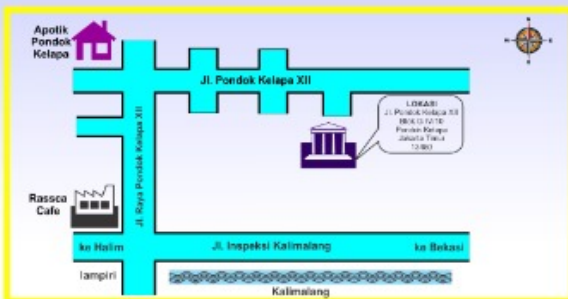 Apotik
Pondok
Kelapa
Jl. Pondok Kelapa XII
LOKASI
Jl. Pondok Kelapa XII
Pondok Kelapa
Jakarta Timur
Jl. Raya Pondok Kelapa XII
Rassca
Cafe
ke Halim
Jl. Inspeksi Kalimalang
ke Bekasi
lampiri
Kalimalang